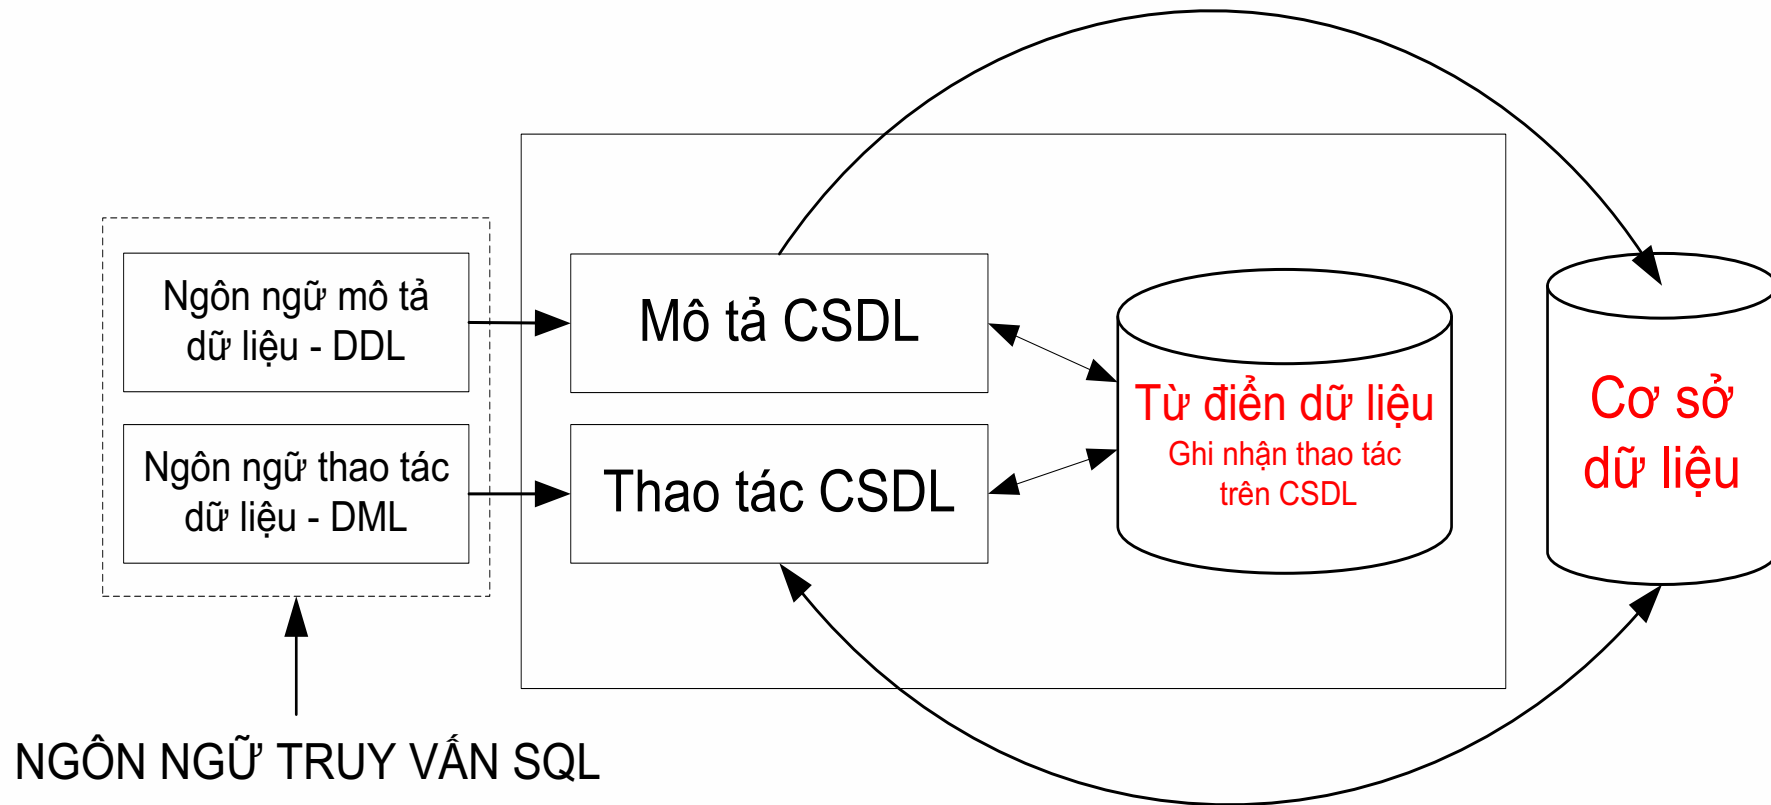 Ngôn ngữ mô tả
dữ liệu - DDL
Mô tả CSDL
Ngôn ngữ thao tác
dữ liệu - DML
Thao tác CSDL
Từ điển dữ liệu
Ghi nhận thao tác
trên CSDL
Cơ sở
dữ liệu
NGÔN NGỮ TRUY VẤN SQL